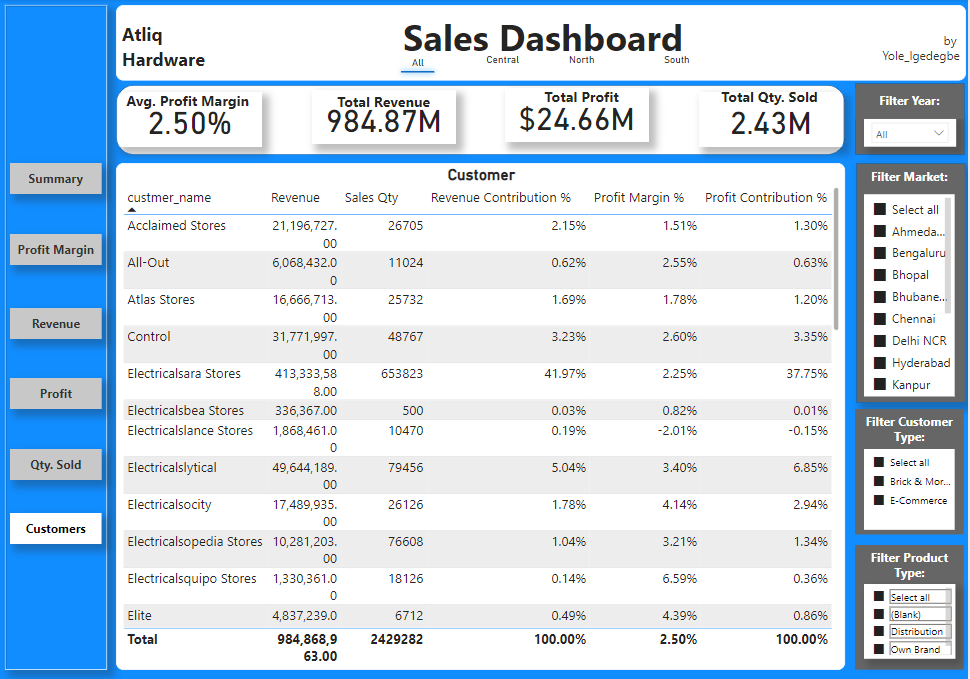 Atliq
Hardware
Sales Dashboard
All Central North South
by
Yole_Igedegbe
Avg. Profit Margin
2.50%
Total Revenue
984.87M
Total Profit
$24.66M
Total Qty. Sold
2.43M
Filter Year:
All
Summary
Profit Margin
Revenue
Profit
Qty. Sold
Customers
Customer
custmer_name Revenue Sales Qty Revenue Contribution % Profit Margin % Profit Contribution %
Acclaimed Stores 21,196,727. 26705 2.15% 1.51% 1.30%
00
All-Out 6,068,432.0 11024 0.62% 2.55% 0.63%
0
Atlas Stores 16,666,713. 25732 1.69% 1.78% 1.20%
00
Control 31,771,997. 48767 3.23% 2.60% 3.35%
00
Electricalsara Stores 413,333,58 653823 41.97% 2.25% 37.75%
8.00
Electricalsbea Stores 336,367.00 500 0.03% 0.82% 0.01%
Electricalslance Stores 1,868,461.0 10470 0.19% -2.01% -0.15%
0
Electricalslytical 49,644,189. 79456 5.04% 3.40% 6.85%
00
Electricalsocity 17,489,935. 26126 1.78% 4.14% 2.94%
00
Electricalsopedia Stores 10,281,203. 76608 1.04% 3.21% 1.34%
00
Electricalsquipo Stores 1,330,361.0 18126 0.14% 6.59% 0.36%
0
Elite 4,837,239.0 6712 0.49% 4.39% 0.86%
Total 984,868,9 2429282 100.00% 2.50% 100.00%
63.00
Filter Market:
Select all
Ahmeda...
Bengaluru
Bhopal
Bhubane...
Chennai
Delhi NCR
Hyderabad
Kanpur
Filter Customer
Type:
Select all
Brick & Mor...
E-Commerce
Filter Product
Type:
Select all
(Blank)
Distribution
Own Brand